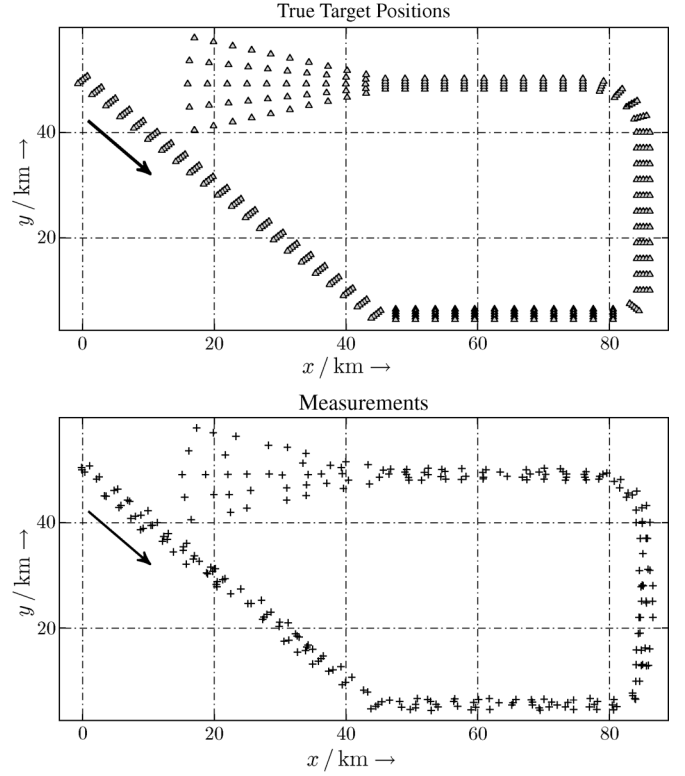 True Target Positions
40
20
y / km →
0 20 40 60 80
x / km →
Measurements
40
20
y / km →
0 20 40 60 80
x / km →